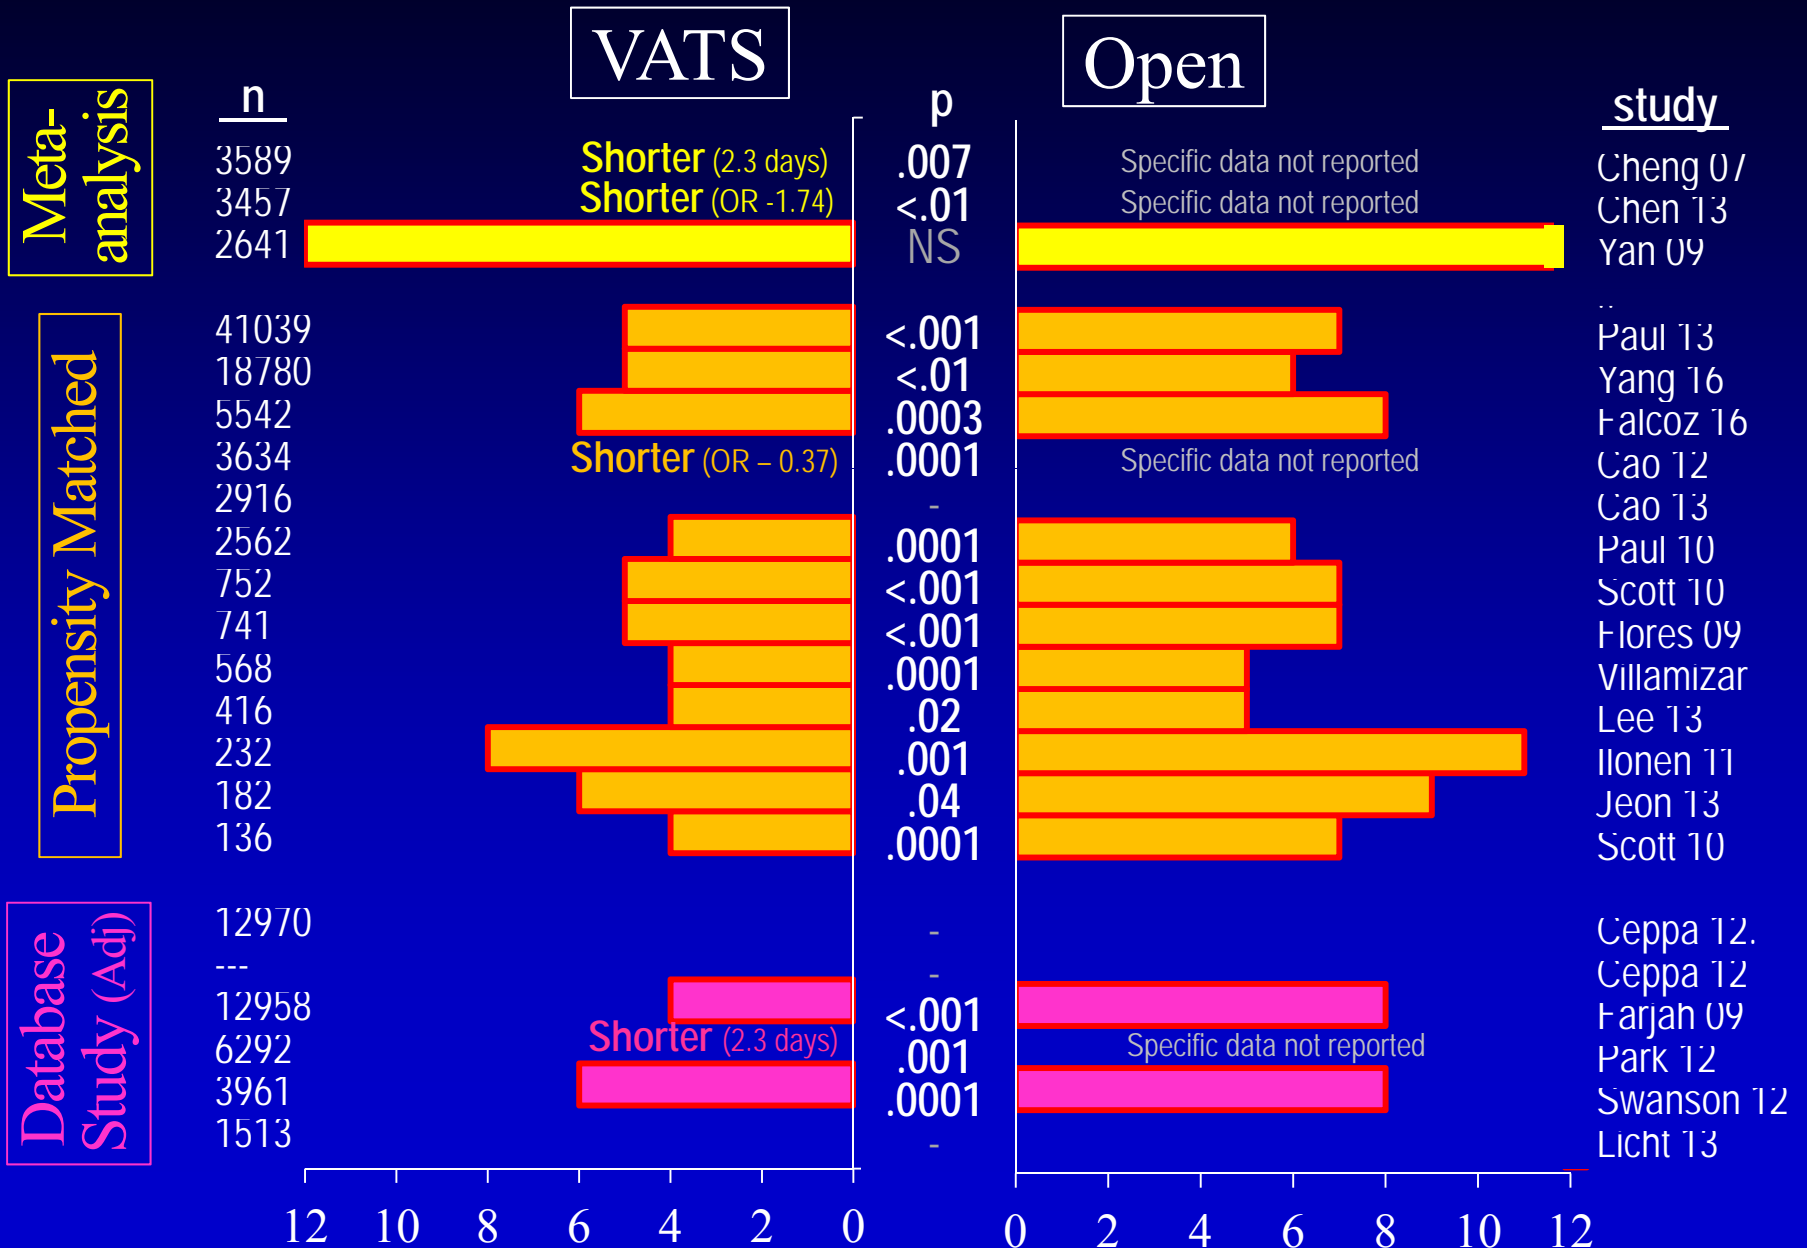 VATS
Open
n
p
study
Meta-
analysis
3589 Shorter (2.3 days) .007 Specific data not reported Cheng 07
3457 Shorter (OR -1.74) <.01 Specific data not reported Chen 13
2641 NS Yan 09
Propensity Matched
41039 <.001 Paul 13
18780 <.01 Yang 16
5542 .0003 Falcoz 16
3634 Shorter (OR – 0.37) .0001 Specific data not reported Cao 12
2916 - Cao 13
2562 .0001 Paul 10
752 <.001 Scott 10
741 <.001 Flores 09
568 .0001 Villamizar
416 .02 Lee 13
232 .001 Ilonen 11
182 .04 Jeon 13
136 .0001 Scott 10
Database
Study (Adj)
12970 - Ceppa 12.
--- - Ceppa 12
12958 <.001 Farjah 09
6292 Shorter (2.3 days) .001 Specific data not reported Park 12
3961 .0001 Swanson 12
1513 - Licht 13
12 10 8 6 4 2 0 0 2 4 6 8 10 12